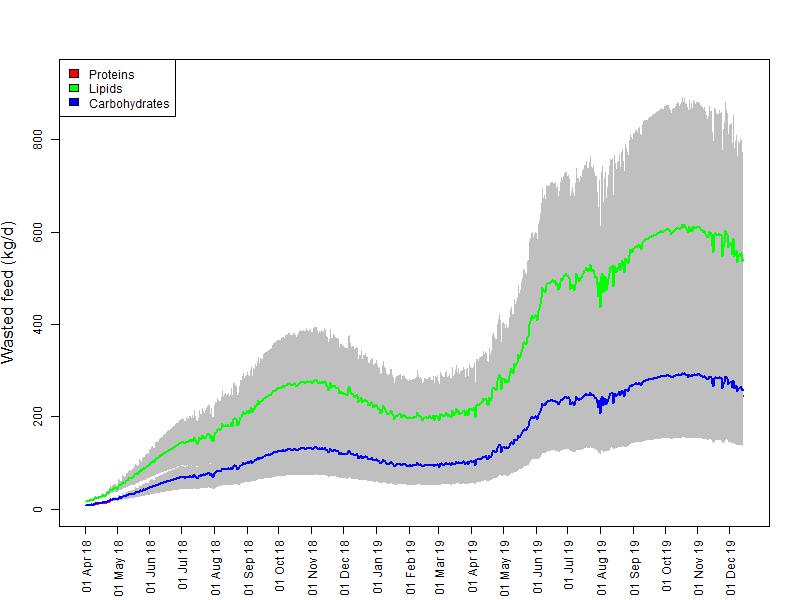 Proteins
Lipids
Carbohydrates
Wasted feed (kg/d)
800
600
400
200
0
01 Apr 18
01 May 18
01 Jun 18
01 Jul 18
01 Aug 18
01 Sep 18
01 Oct 18
01 Nov 18
01 Dec 18
01 Jan 19
01 Feb 19
01 Mar 19
01 Apr 19
01 May 19
01 Jun 19
01 Jul 19
01 Aug 19
01 Sep 19
01 Oct 19
01 Nov 19
01 Dec 19